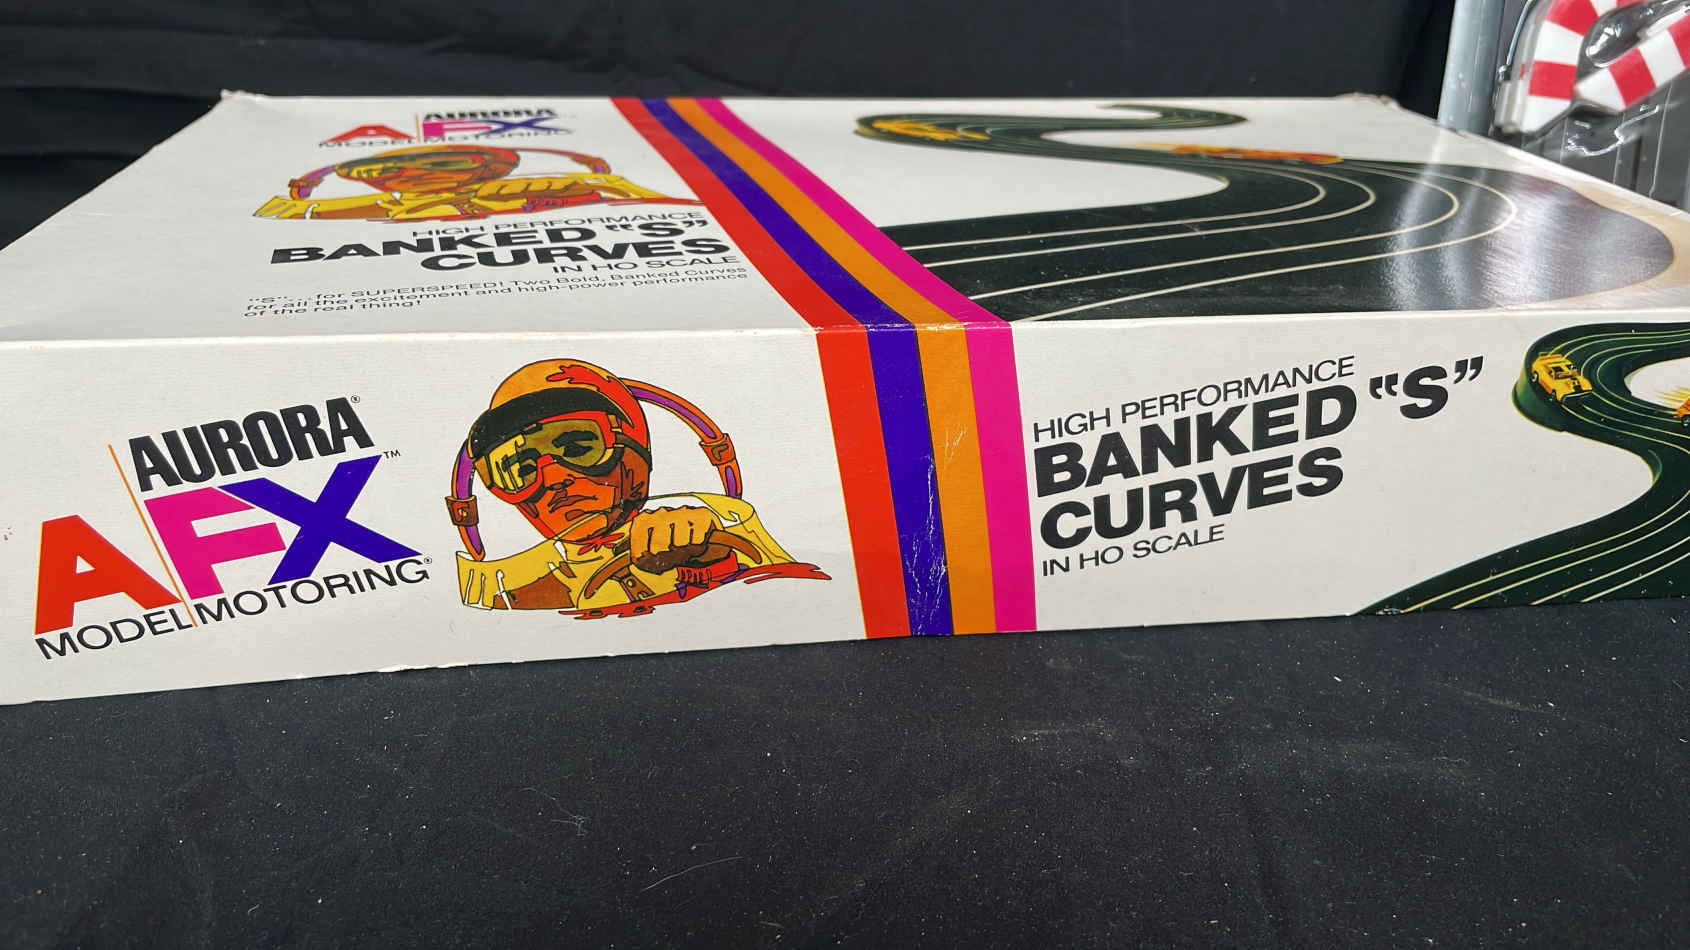 AURORA
AFX
MODEL MOTORING
HIGH PERFORMANCE
BANKED “S”
CURVES
IN HO SCALE
“S”... for SUPERSPEED! Two Bold, Banked Curves
for all the excitement and high-power performance
of the real thing!
AURORA®
AFX™
MODEL MOTORING®
HIGH PERFORMANCE
BANKED “S”
CURVES
IN HO SCALE